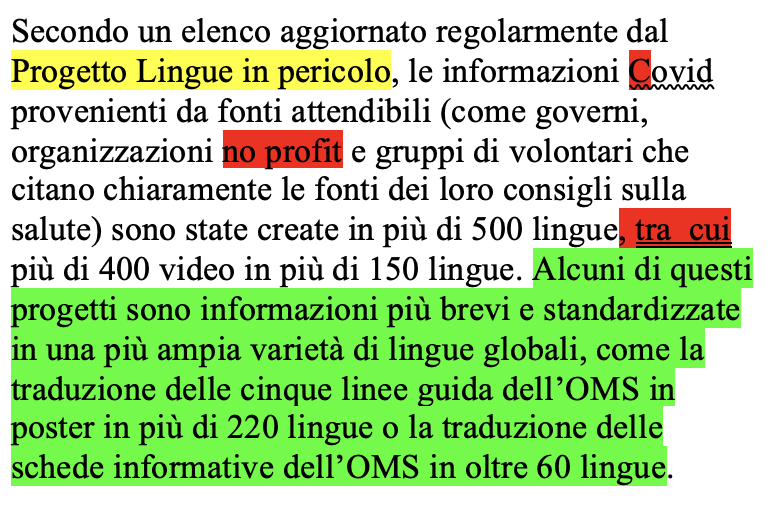 Secondo un elenco aggiornato regolarmente dal
Progetto Lingue in pericolo, le informazioni Covid
provenienti da fonti attendibili (come governi,
organizzazioni no profit e gruppi di volontari che
citano chiaramente le fonti dei loro consigli sulla
salute) sono state create in più di 500 lingue, tra  cui
più di 400 video in più di 150 lingue. Alcuni di questi
progetti sono informazioni più brevi e standardizzate
in una più ampia varietà di lingue globali, come la
traduzione delle cinque linee guida dell’OMS in
poster in più di 220 lingue o la traduzione delle
schede informative dell’OMS in oltre 60 lingue.